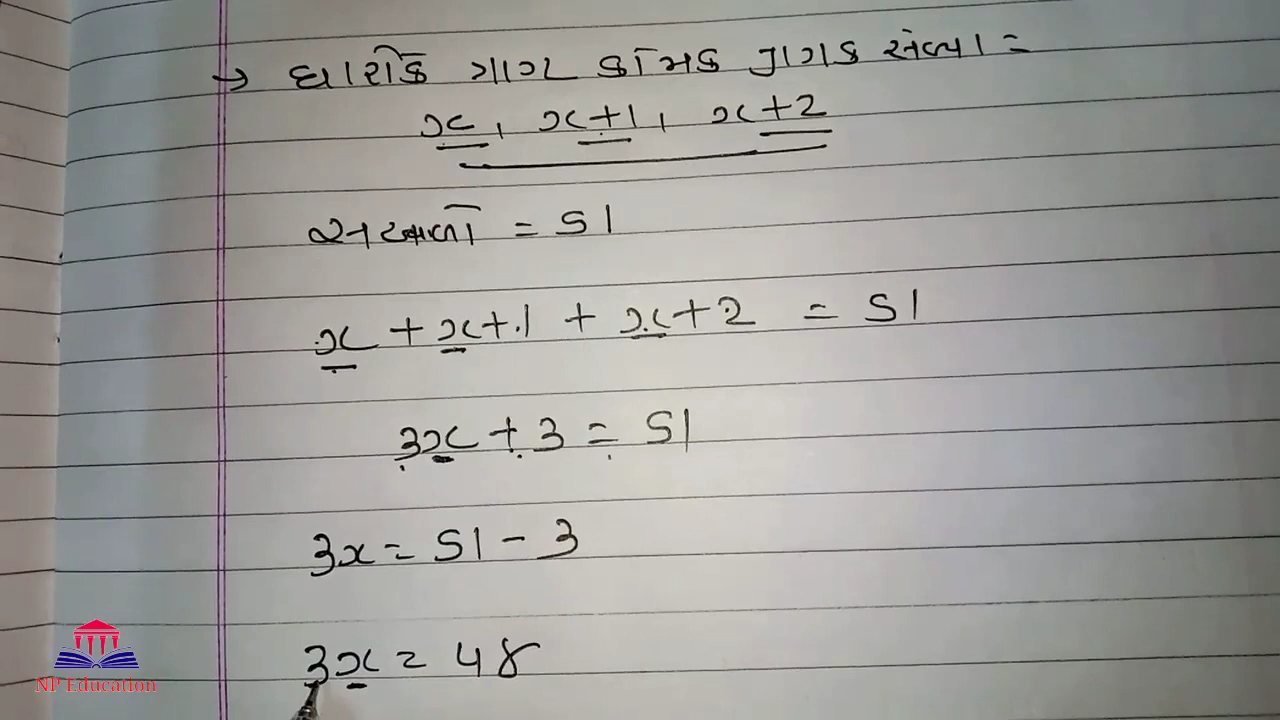 → ધારોકે ત્રણ ક્રમિક પ્રાકૃતિક સંખ્યા =
x, x+1, x+2
સરવાળો = 51
x + x+1 + x+2 = 51
3x + 3 = 51
3x = 51 - 3
3x = 48
NP Education